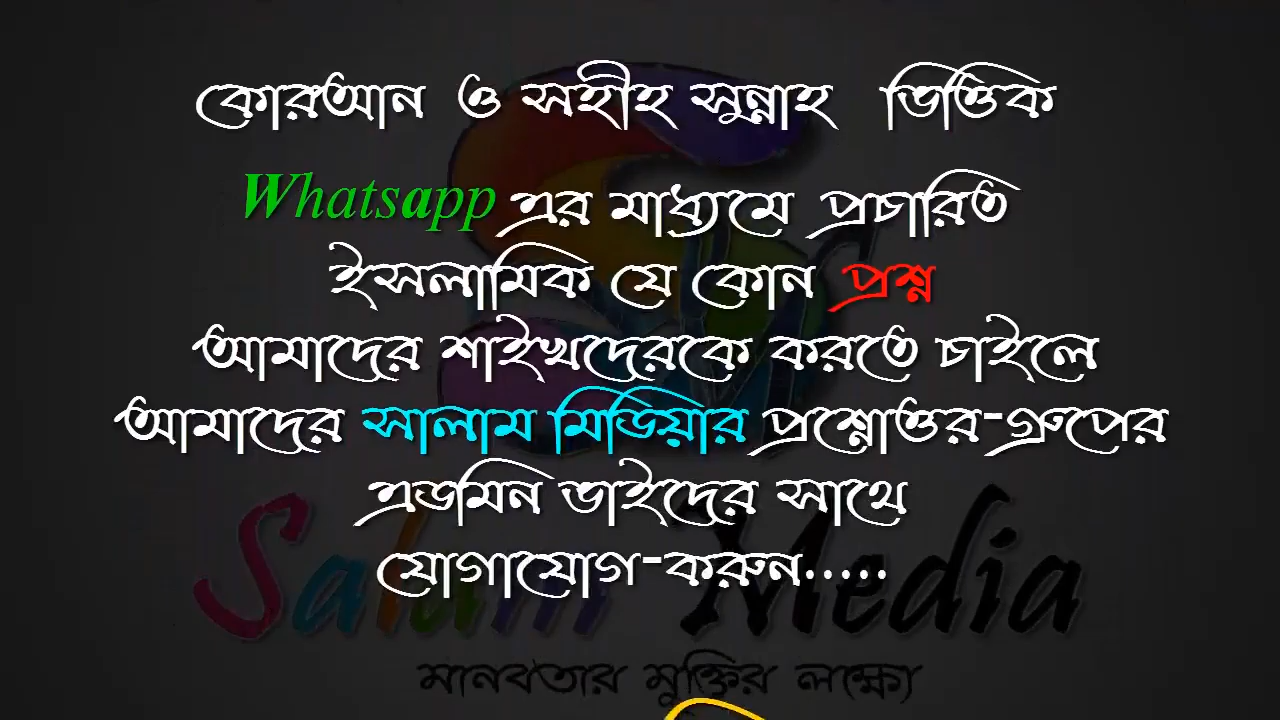 কোরআন ও সহীহ সুন্নাহ ভিত্তিক
Whatsapp এর মাধ্যমে প্রচারিত
ইসলামিক যে কোন প্রশ্ন
আমাদের শাইখদেরকে করতে চাইলে
আমাদের সালাম মিডিয়ার প্রশ্নোত্তর-গ্রুপের
এডমিন ভাইদের সাথে
যোগাযোগ-করুন.....
Salam Media
মানবতার মুক্তির লক্ষ্যে